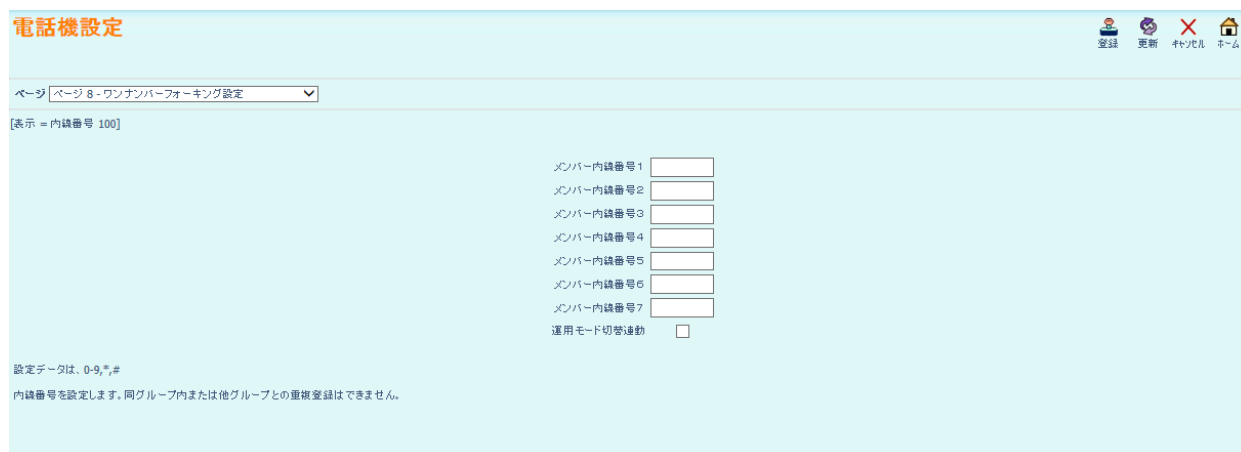 電話機設定
登録 更新 キャンセル ホーム
ページ ページ 8 - ワンナンバーフォーキング設定
[表示 = 内線番号 100]
メンバー内線番号1
メンバー内線番号2
メンバー内線番号3
メンバー内線番号4
メンバー内線番号5
メンバー内線番号6
メンバー内線番号7
運用モード切替連動
設定データは、0-9,*,#
内線番号を設定します。同グループ内または他グループとの重複登録はできません。